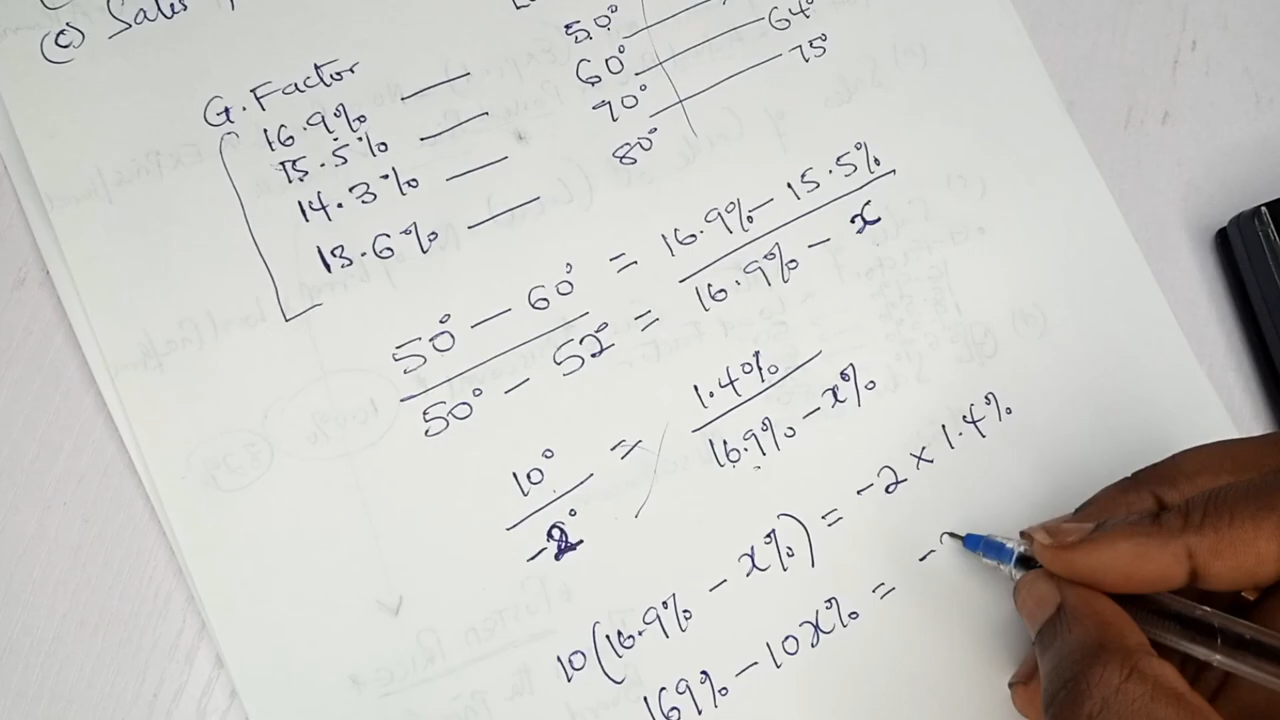 (c) Sales
G. Factor
16.9% —
15.5% —
14.3% —
13.6% —
50°
60° — 64°
70° — 75°
80°
50° — 60° = 16.9% — 15.5%
50° — 52° = 16.9% — x
10° = 1.4%
-2° 16.9% — x%
10(16.9% — x%) = -2 × 1.4%
169% — 10x% = -